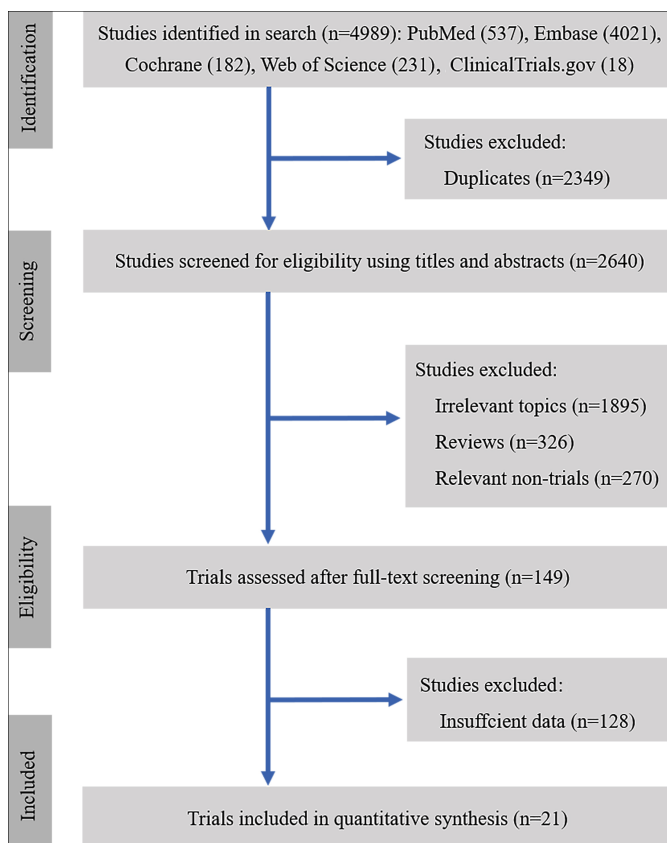 Identification
Studies identified in search (n=4989): PubMed (537), Embase (4021),
Cochrane (182), Web of Science (231), ClinicalTrials.gov (18)
Studies excluded:
Duplicates (n=2349)
Screening
Studies screened for eligibility using titles and abstracts (n=2640)
Studies excluded:
Irrelevant topics (n=1895)
Reviews (n=326)
Relevant non-trials (n=270)
Eligibility
Trials assessed after full-text screening (n=149)
Studies excluded:
Insuffcient data (n=128)
Included
Trials included in quantitative synthesis (n=21)